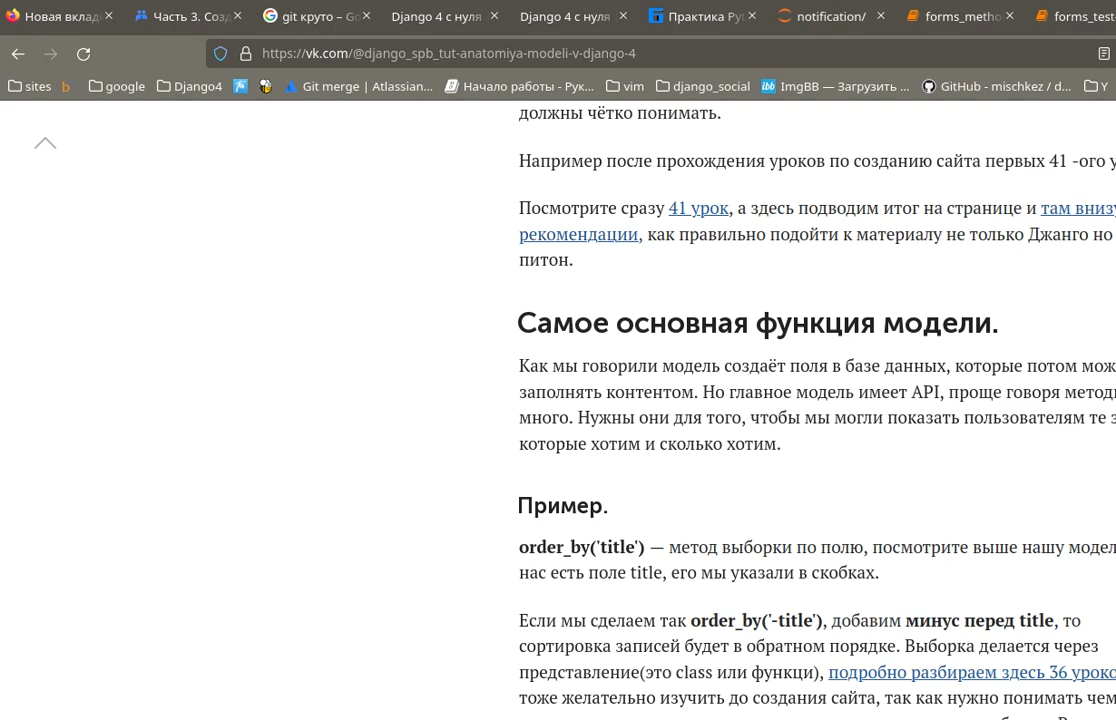 Новая вклад Часть 3. Созд git круто – Go Django 4 с нуля Django 4 с нуля Практика Pyt notification/ forms_metho forms_test
https://vk.com/@django_spb_tut-anatomiya-modeli-v-django-4
sites google Django4 Git merge | Atlassian... Начало работы - Рук... vim django_social ImgBB — Загрузить ... GitHub - mischkez / d... Y
должны чётко понимать.
Например после прохождения уроков по созданию сайта первых 41 -ого у
Посмотрите сразу 41 урок, а здесь подводим итог на странице и там внизу
рекомендации, как правильно подойти к материалу не только Джанго но
питон.
Самое основная функция модели.
Как мы говорили модель создаёт поля в базе данных, которые потом мож
заполнять контентом. Но главное модель имеет API, проще говоря метод
много. Нужны они для того, чтобы мы могли показать пользователям те з
которые хотим и сколько хотим.
Пример.
order_by('title') — метод выборки по полю, посмотрите выше нашу модел
нас есть поле title, его мы указали в скобках.
Если мы сделаем так order_by('-title'), добавим минус перед title, то
сортировка записей будет в обратном порядке. Выборка делается через
представление(это class или функци), подробно разбираем здесь 36 уроко
тоже желательно изучить до создания сайта, так как нужно понимать чем